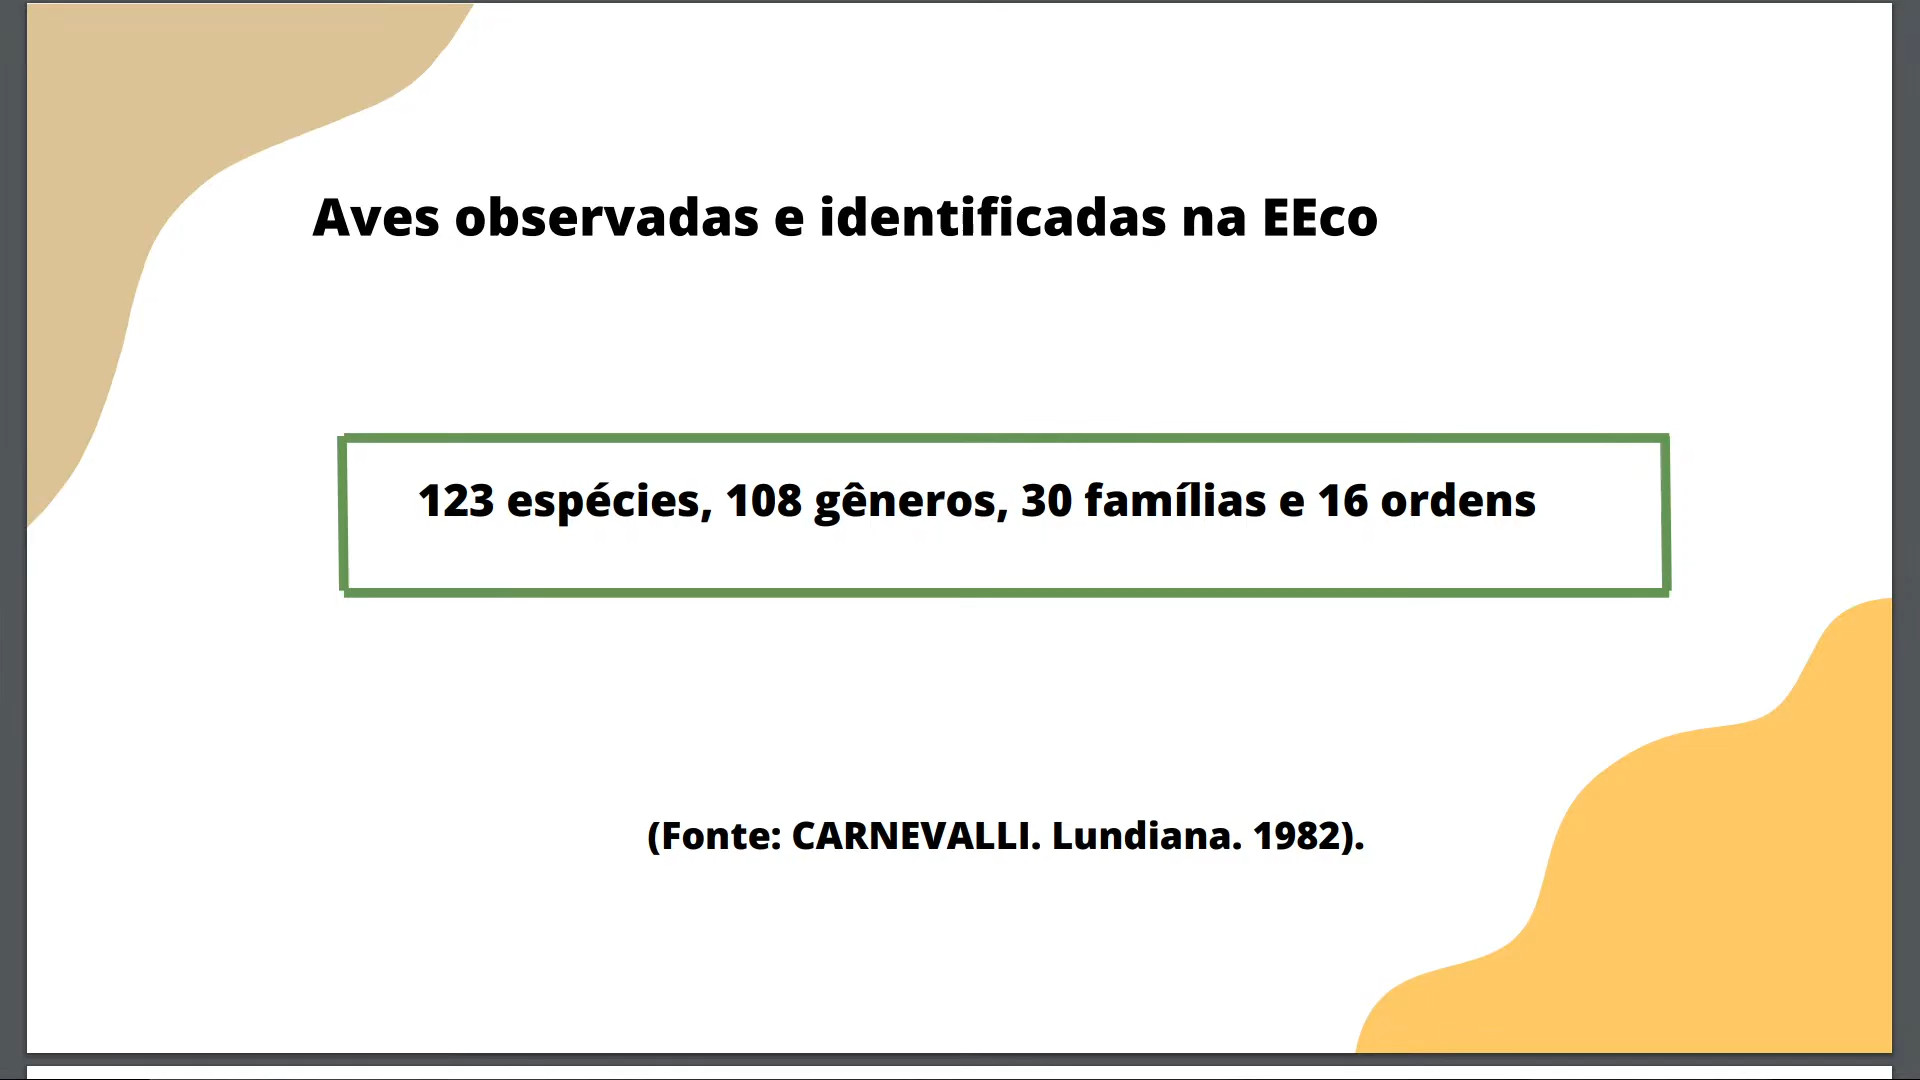 Aves observadas e identificadas na EEco
123 espécies, 108 gêneros, 30 famílias e 16 ordens
(Fonte: CARNEVALLI. Lundiana. 1982).